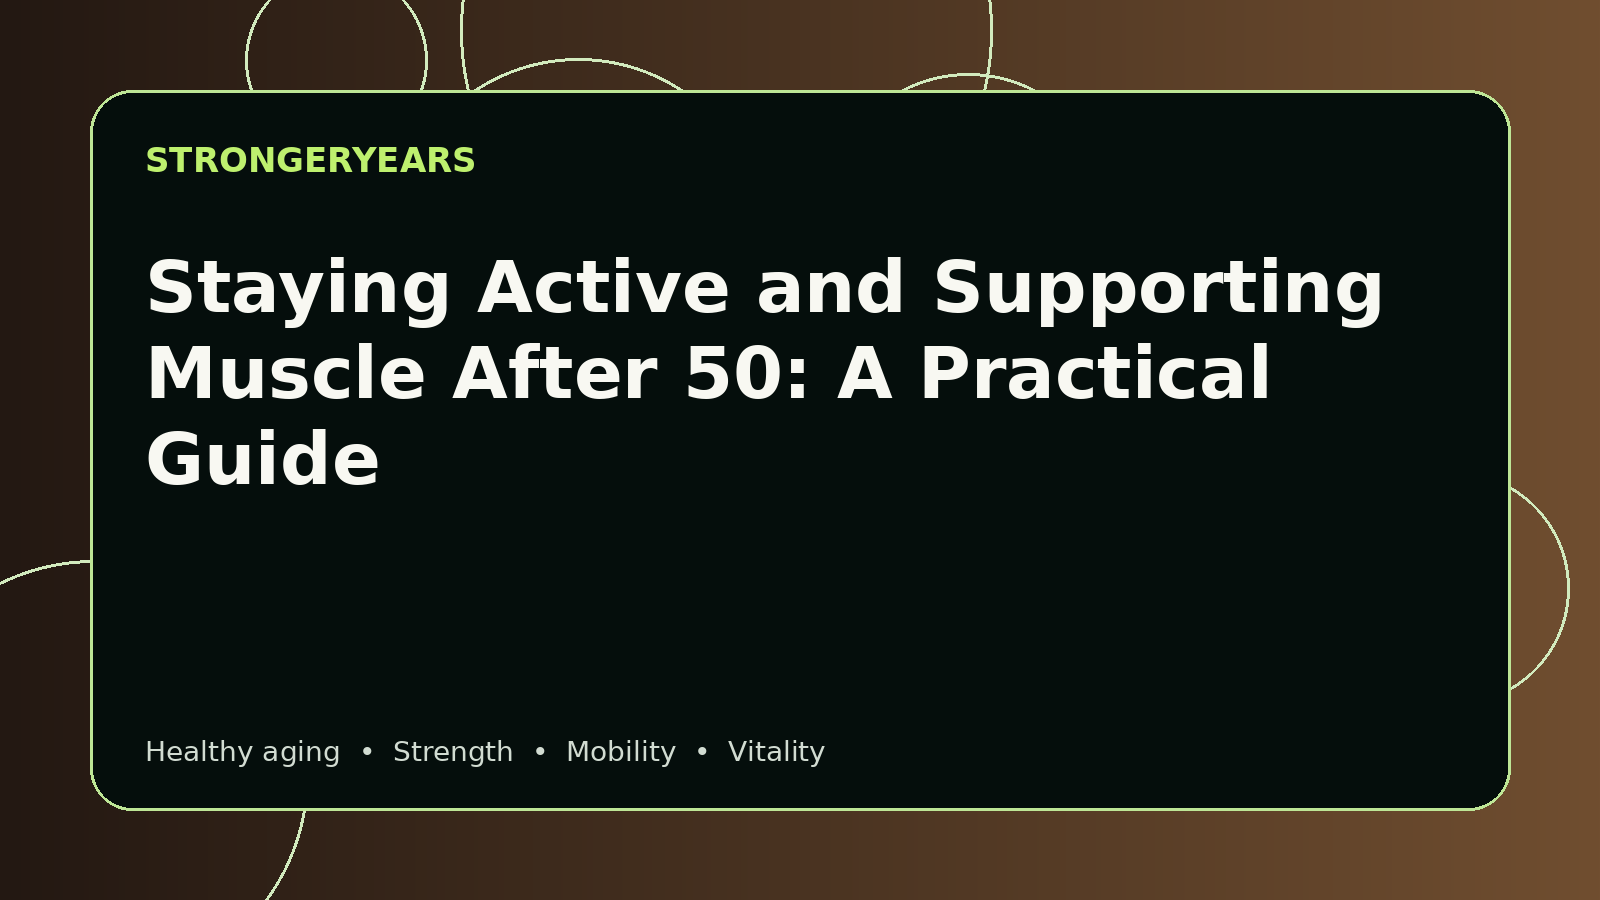 STRONGERYEARS
Staying Active and Supporting
Muscle After 50: A Practical
Guide
Healthy aging • Strength • Mobility • Vitality